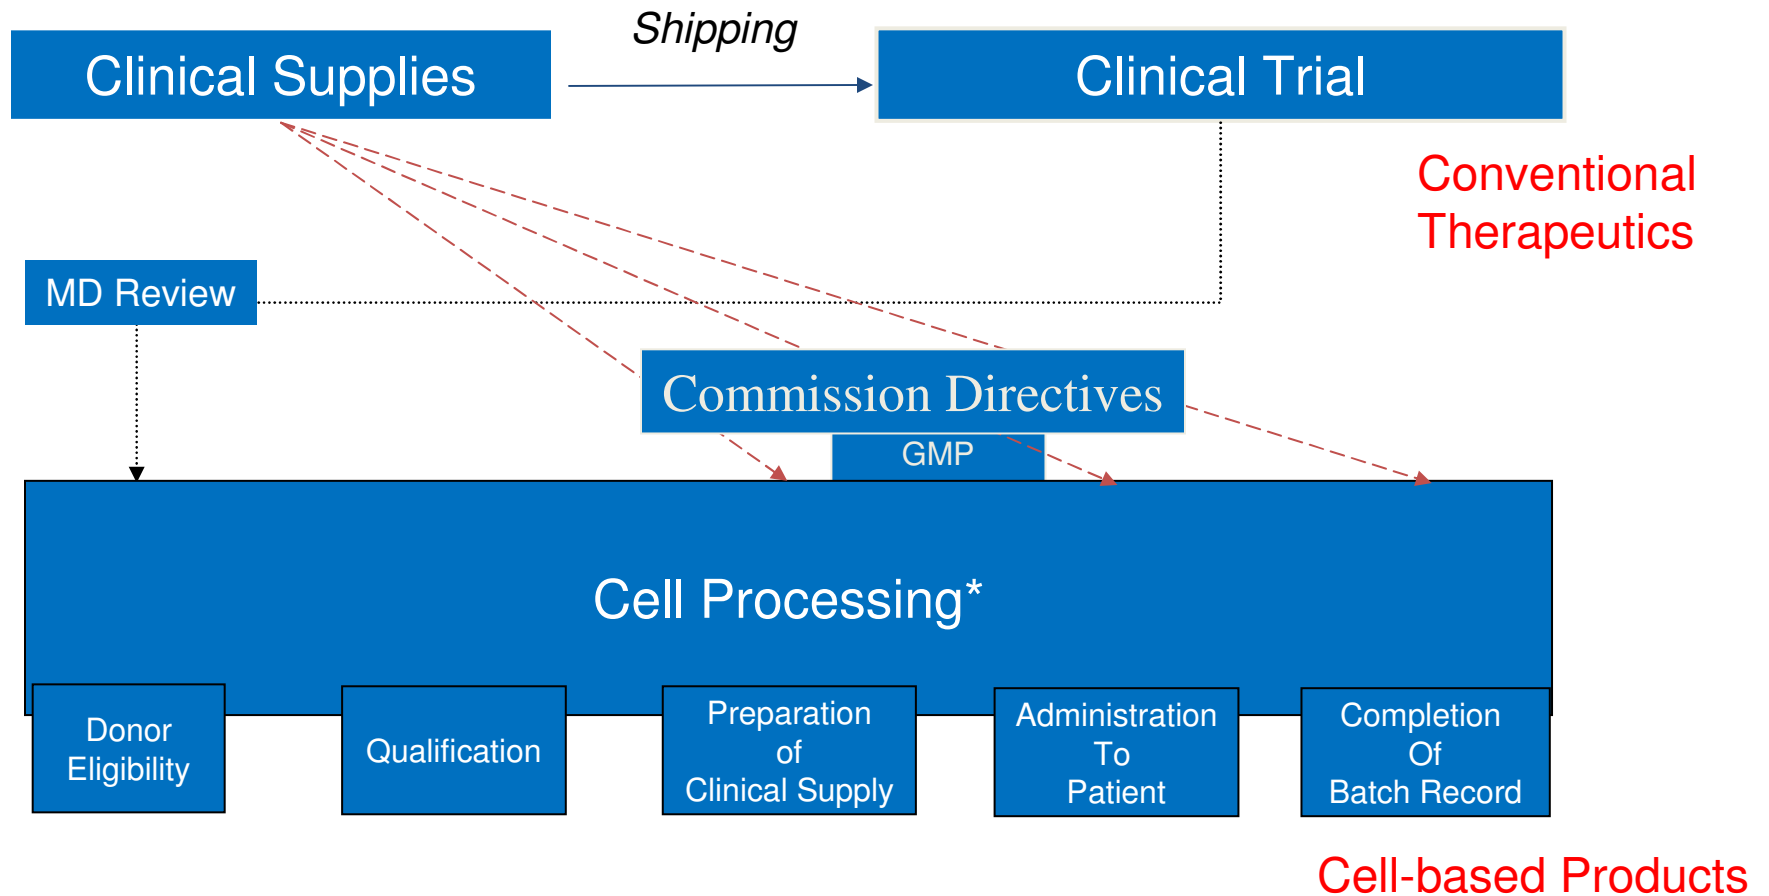 Shipping
Clinical Supplies
Clinical Trial
Conventional
Therapeutics
MD Review
Commission Directives
GMP
Cell Processing*
Donor
Eligibility
Qualification
Preparation
of
Clinical Supply
Administration
To
Patient
Completion
Of
Batch Record
Cell-based Products